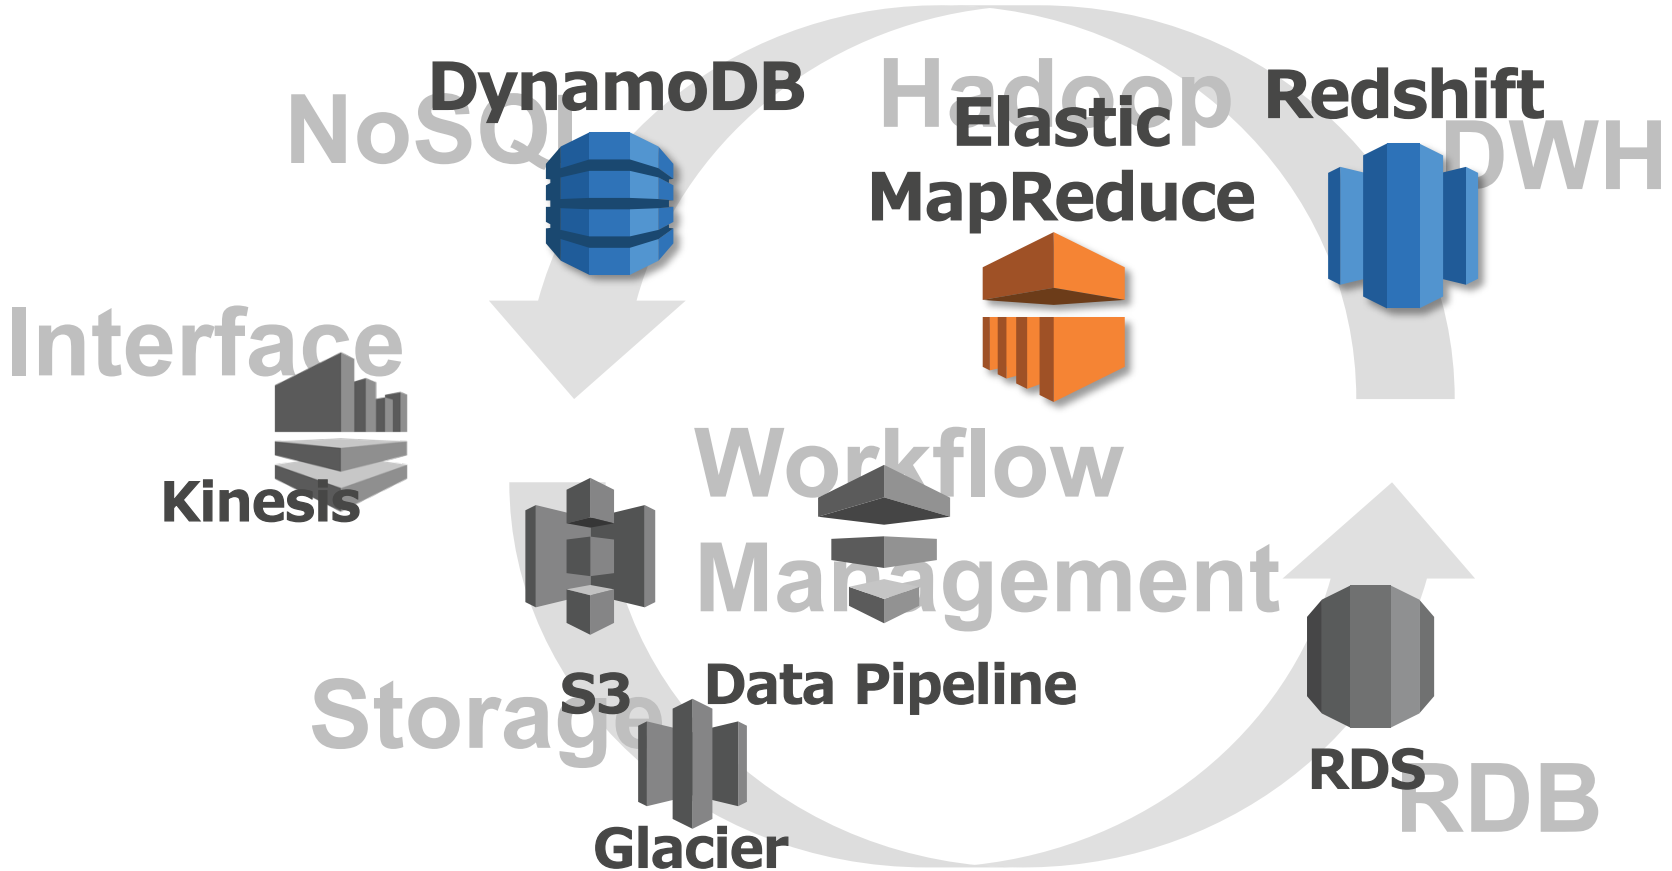 DynamoDB
NoSQL
Hadoop
Elastic
MapReduce
Redshift
DWH
Interface
Kinesis
Workflow
Management
S3
Storage
Data Pipeline
Glacier
RDS
RDB